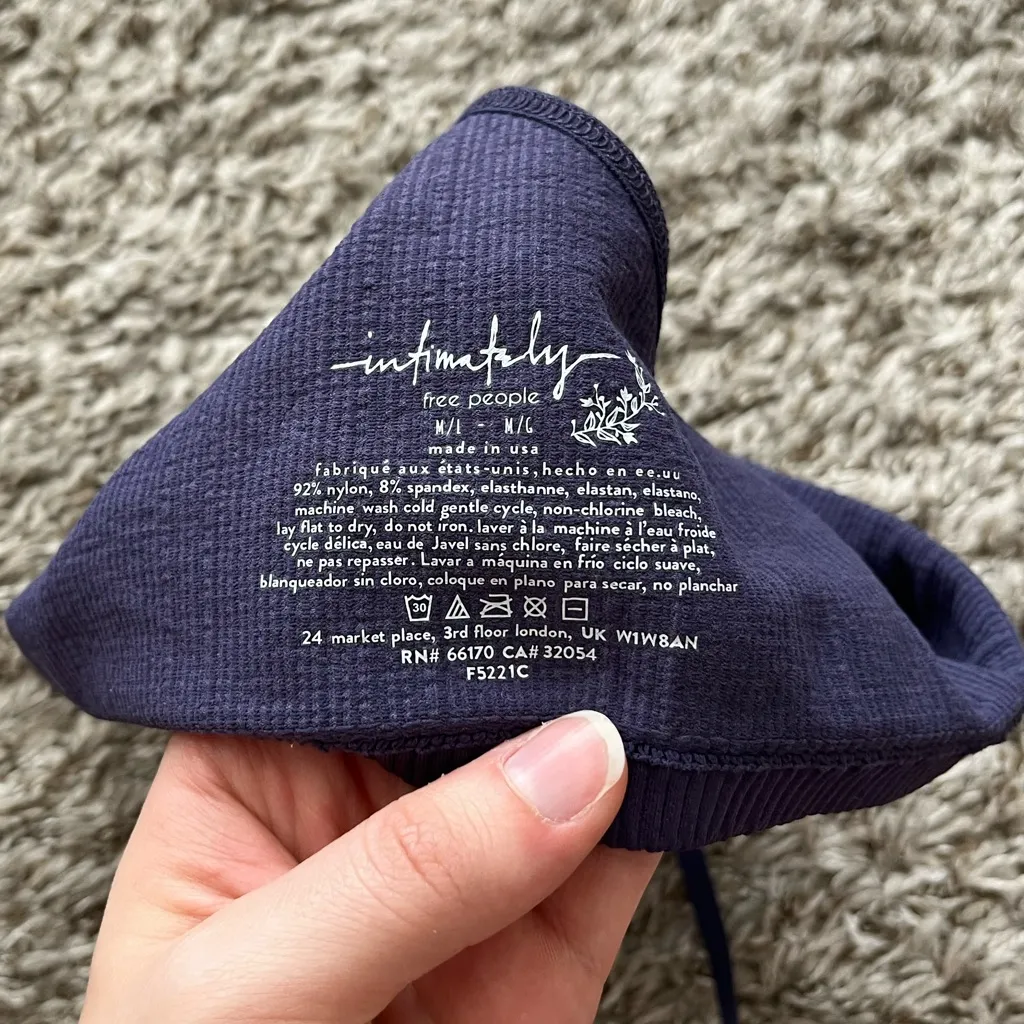 intimately
free people
M/L - M/G
made in usa
fabriqué aux états-unis, hecho en ee.uu
92% nylon, 8% spandex, elasthanne, elastan, elastano,
machine wash cold gentle cycle, non-chlorine bleach,
lay flat to dry, do not iron. laver à la machine à l'eau froide
cycle délica, eau de Javel sans chlore, faire sécher à plat,
ne pas repasser. Lavar a máquina en frío ciclo suave,
blanqueador sin cloro, coloque en plano para secar, no planchar
30
24 market place, 3rd floor london, UK W1W8AN
RN# 66170 CA# 32054
F5221C